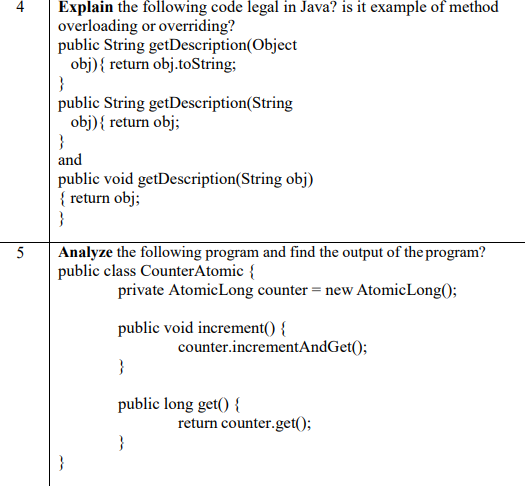 4 Explain the following code legal in Java? is it example of method
overloading or overriding?
public String getDescription(Object
obj){ return obj.toString;
}
public String getDescription(String
obj){ return obj;
}
and
public void getDescription(String obj)
{ return obj;
}
5 Analyze the following program and find the output of the program?
public class CounterAtomic {
private AtomicLong counter = new AtomicLong();
public void increment() {
counter.incrementAndGet();
}
public long get() {
return counter.get();
}
}